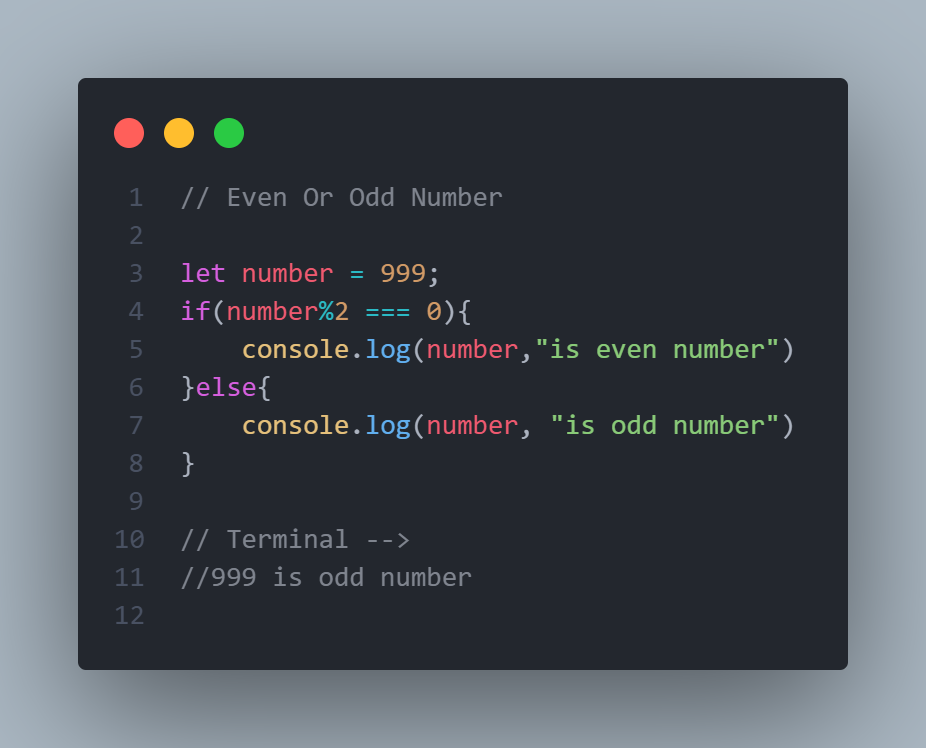 1 // Even Or Odd Number
2
3 let number = 999;
4 if(number%2 === 0){
5     console.log(number,"is even number")
6 }else{
7     console.log(number, "is odd number")
8 }
9
10 // Terminal -->
11 //999 is odd number
12